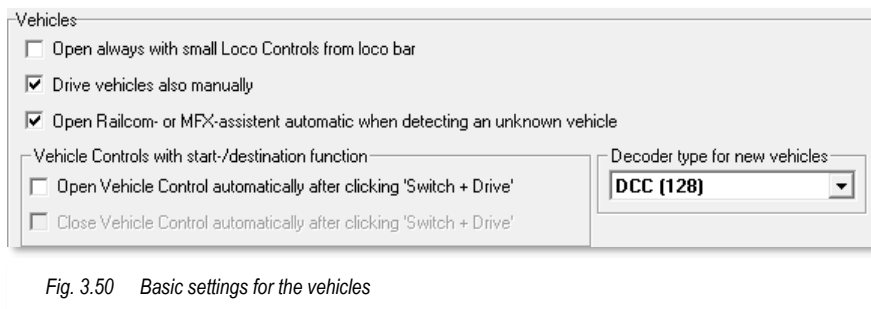 Vehicles
Open always with small Loco Controls from loco bar
Drive vehicles also manually
Open Railcom- or MFX-assistent automatic when detecting an unknown vehicle
Vehicle Controls with start-/destination function
Open Vehicle Control automatically after clicking 'Switch + Drive'
Close Vehicle Control automatically after clicking 'Switch + Drive'
Decoder type for new vehicles
DCC (128)
Fig. 3.50 Basic settings for the vehicles